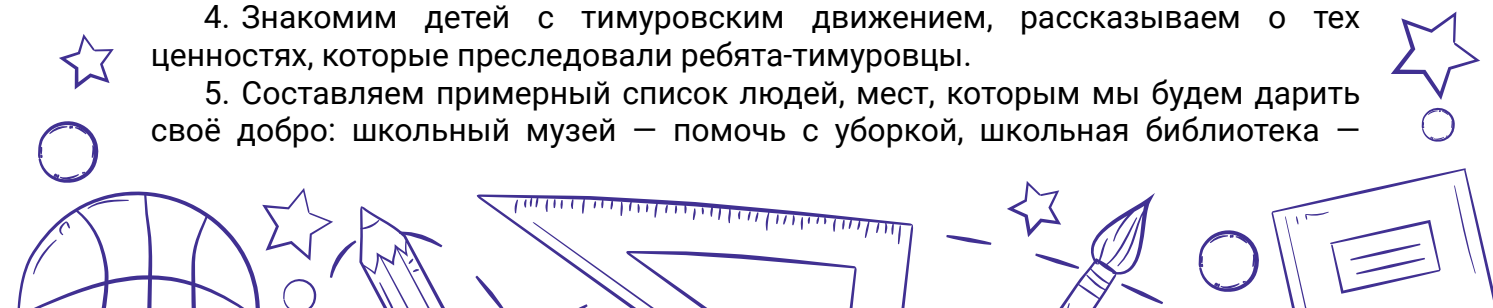 4. Знакомим детей с тимуровским движением, рассказываем о тех
ценностях, которые преследовали ребята-тимуровцы.
5. Составляем примерный список людей, мест, которым мы будем дарить
своё добро: школьный музей — помочь с уборкой, школьная библиотека —